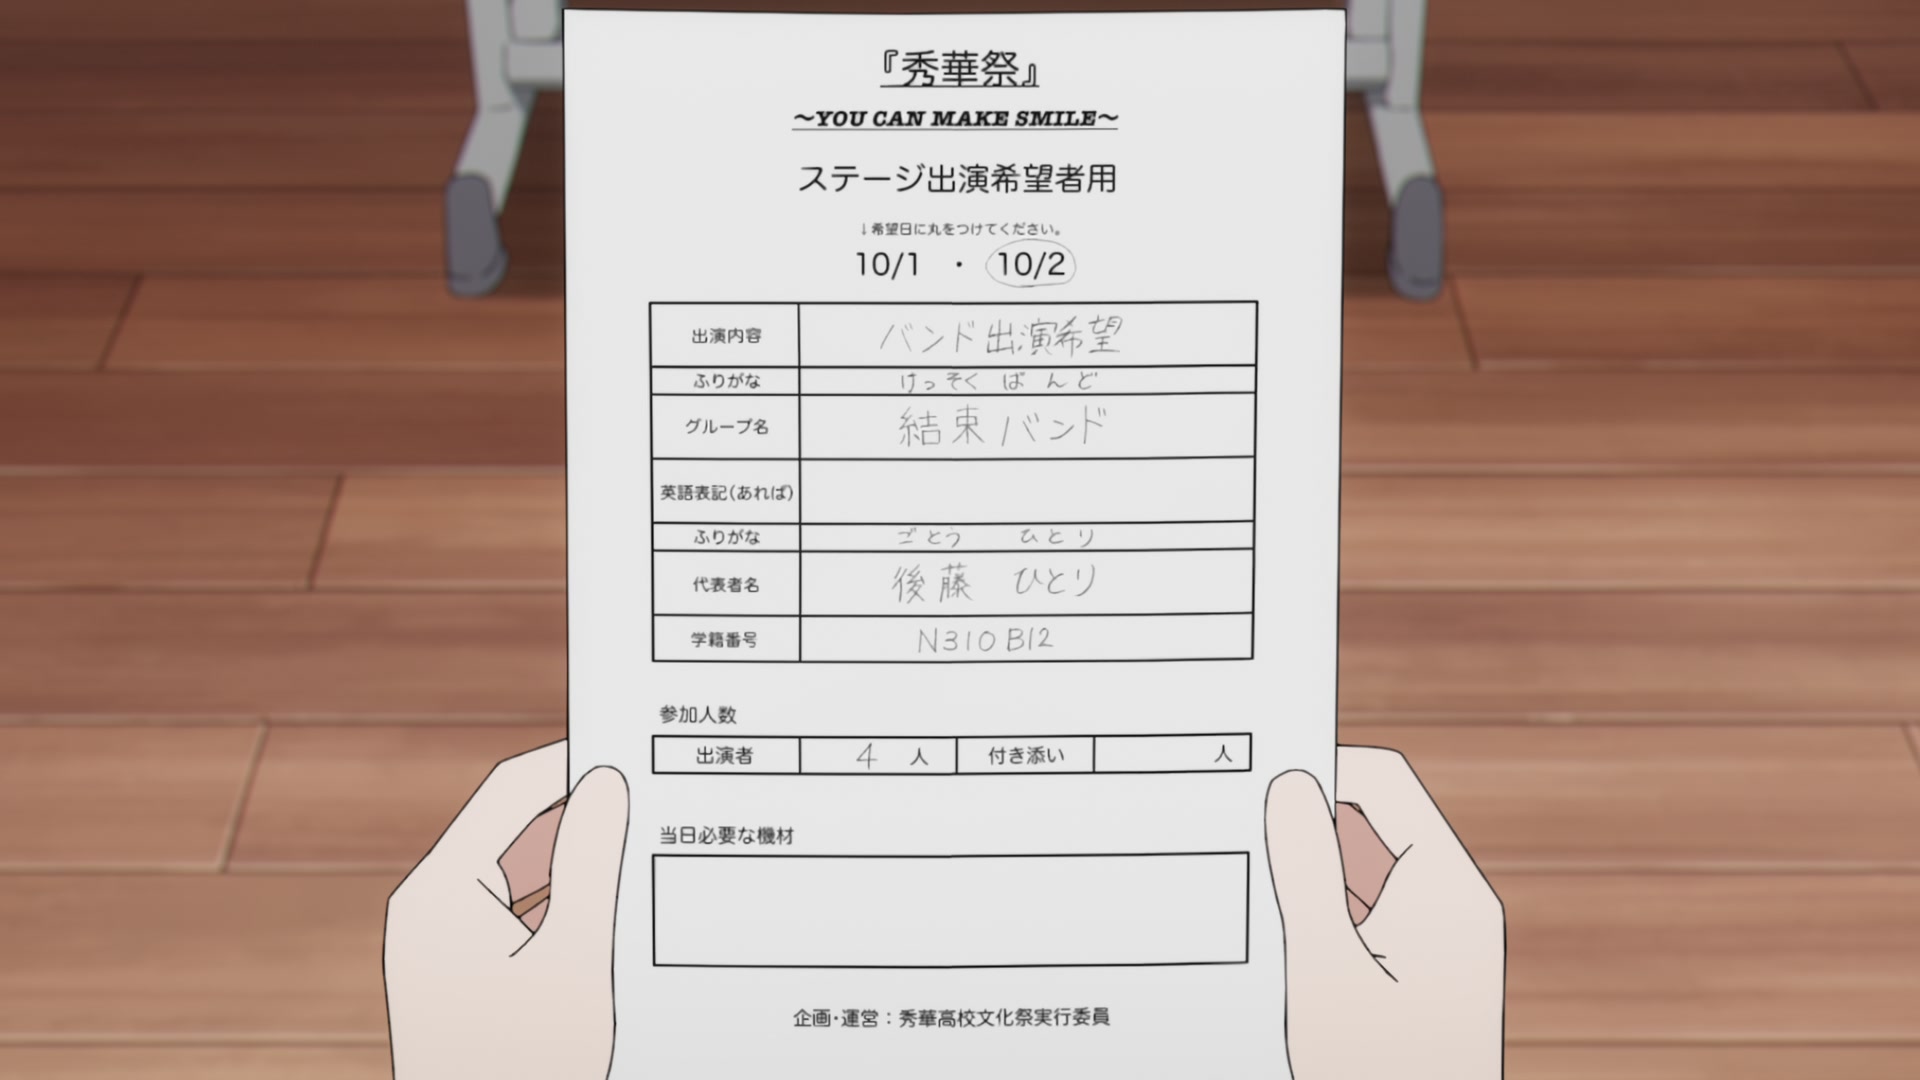 『秀華祭』
～YOU CAN MAKE SMILE～
ステージ出演希望者用
↓希望日に丸をつけてください。
10/1 ・ 10/2
出演内容 バンド出演希望
ふりがな けっそく ばんど
グループ名 結束バンド
英語表記(あれば)
ふりがな ごとう ひとり
代表者名 後藤 ひとり
学籍番号 N310B12
参加人数
出演者 4 人 付き添い 人
当日必要な機材
企画･運営：秀華高校文化祭実行委員